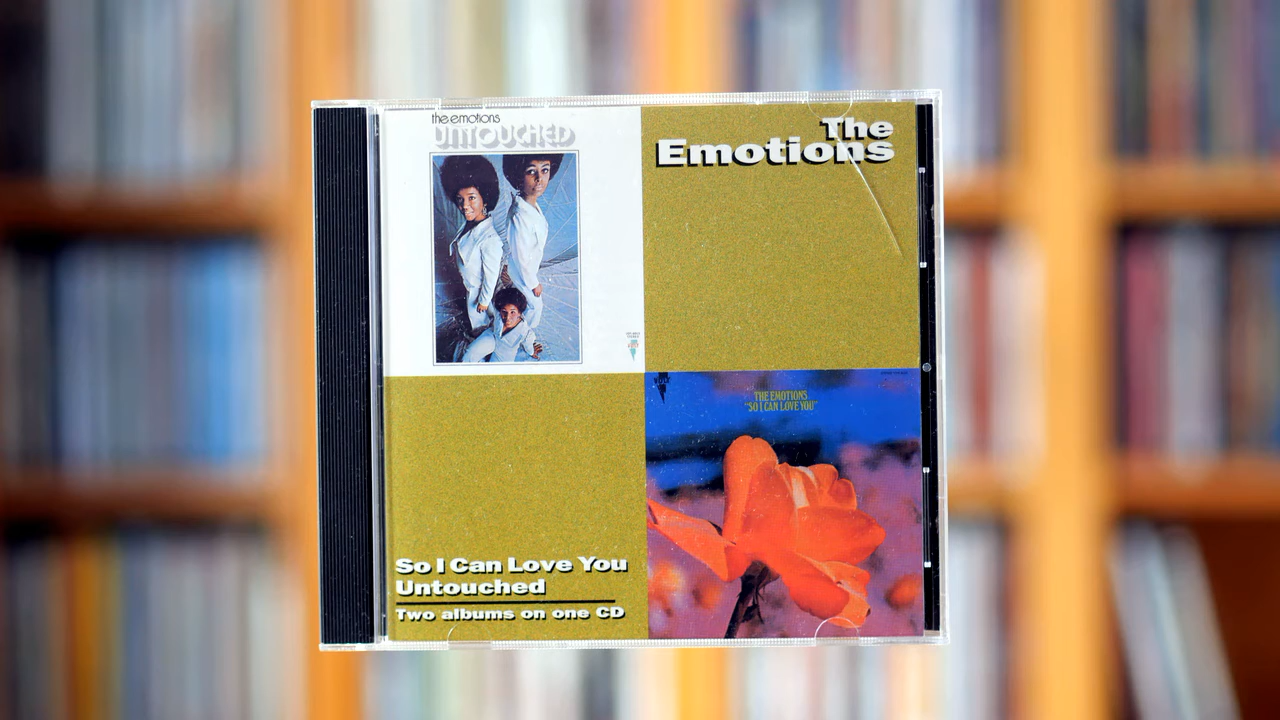 the emotions
UNTOUCHED
The
Emotions
THE EMOTIONS
"SO I CAN LOVE YOU"
So I Can Love You
Untouched
Two albums on one CD